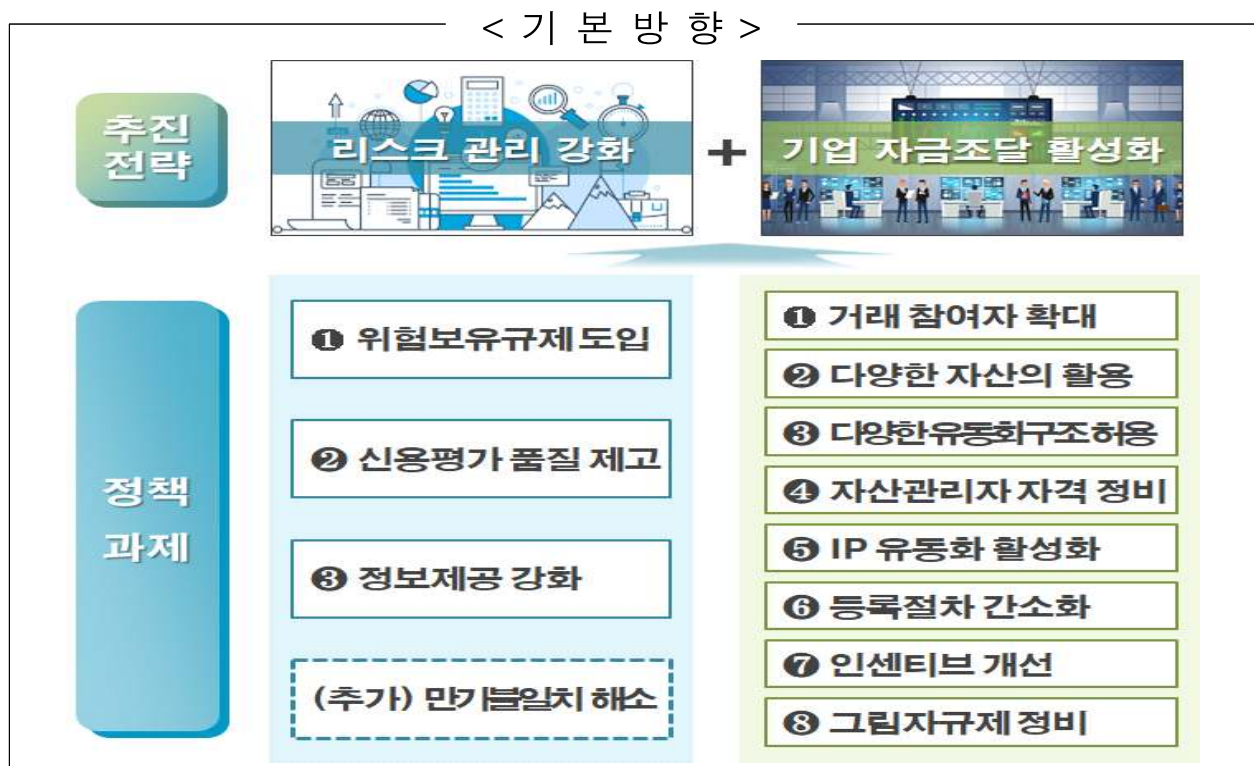 < 기 본 방 향 >
추진
전략
리스크 관리 강화
+
기업 자금조달 활성화
정책
과제
❶ 위험보유규제 도입
❷ 신용평가 품질 제고
❸ 정보제공 강화
(추가) 만기불일치 해소
❶ 거래 참여자 확대
❷ 다양한 자산의 활용
❸ 다양한 유동화구조 허용
❹ 자산관리자 자격 정비
❺ IP 유동화 활성화
❻ 등록절차 간소화
❼ 인센티브 개선
❽ 그림자규제 정비